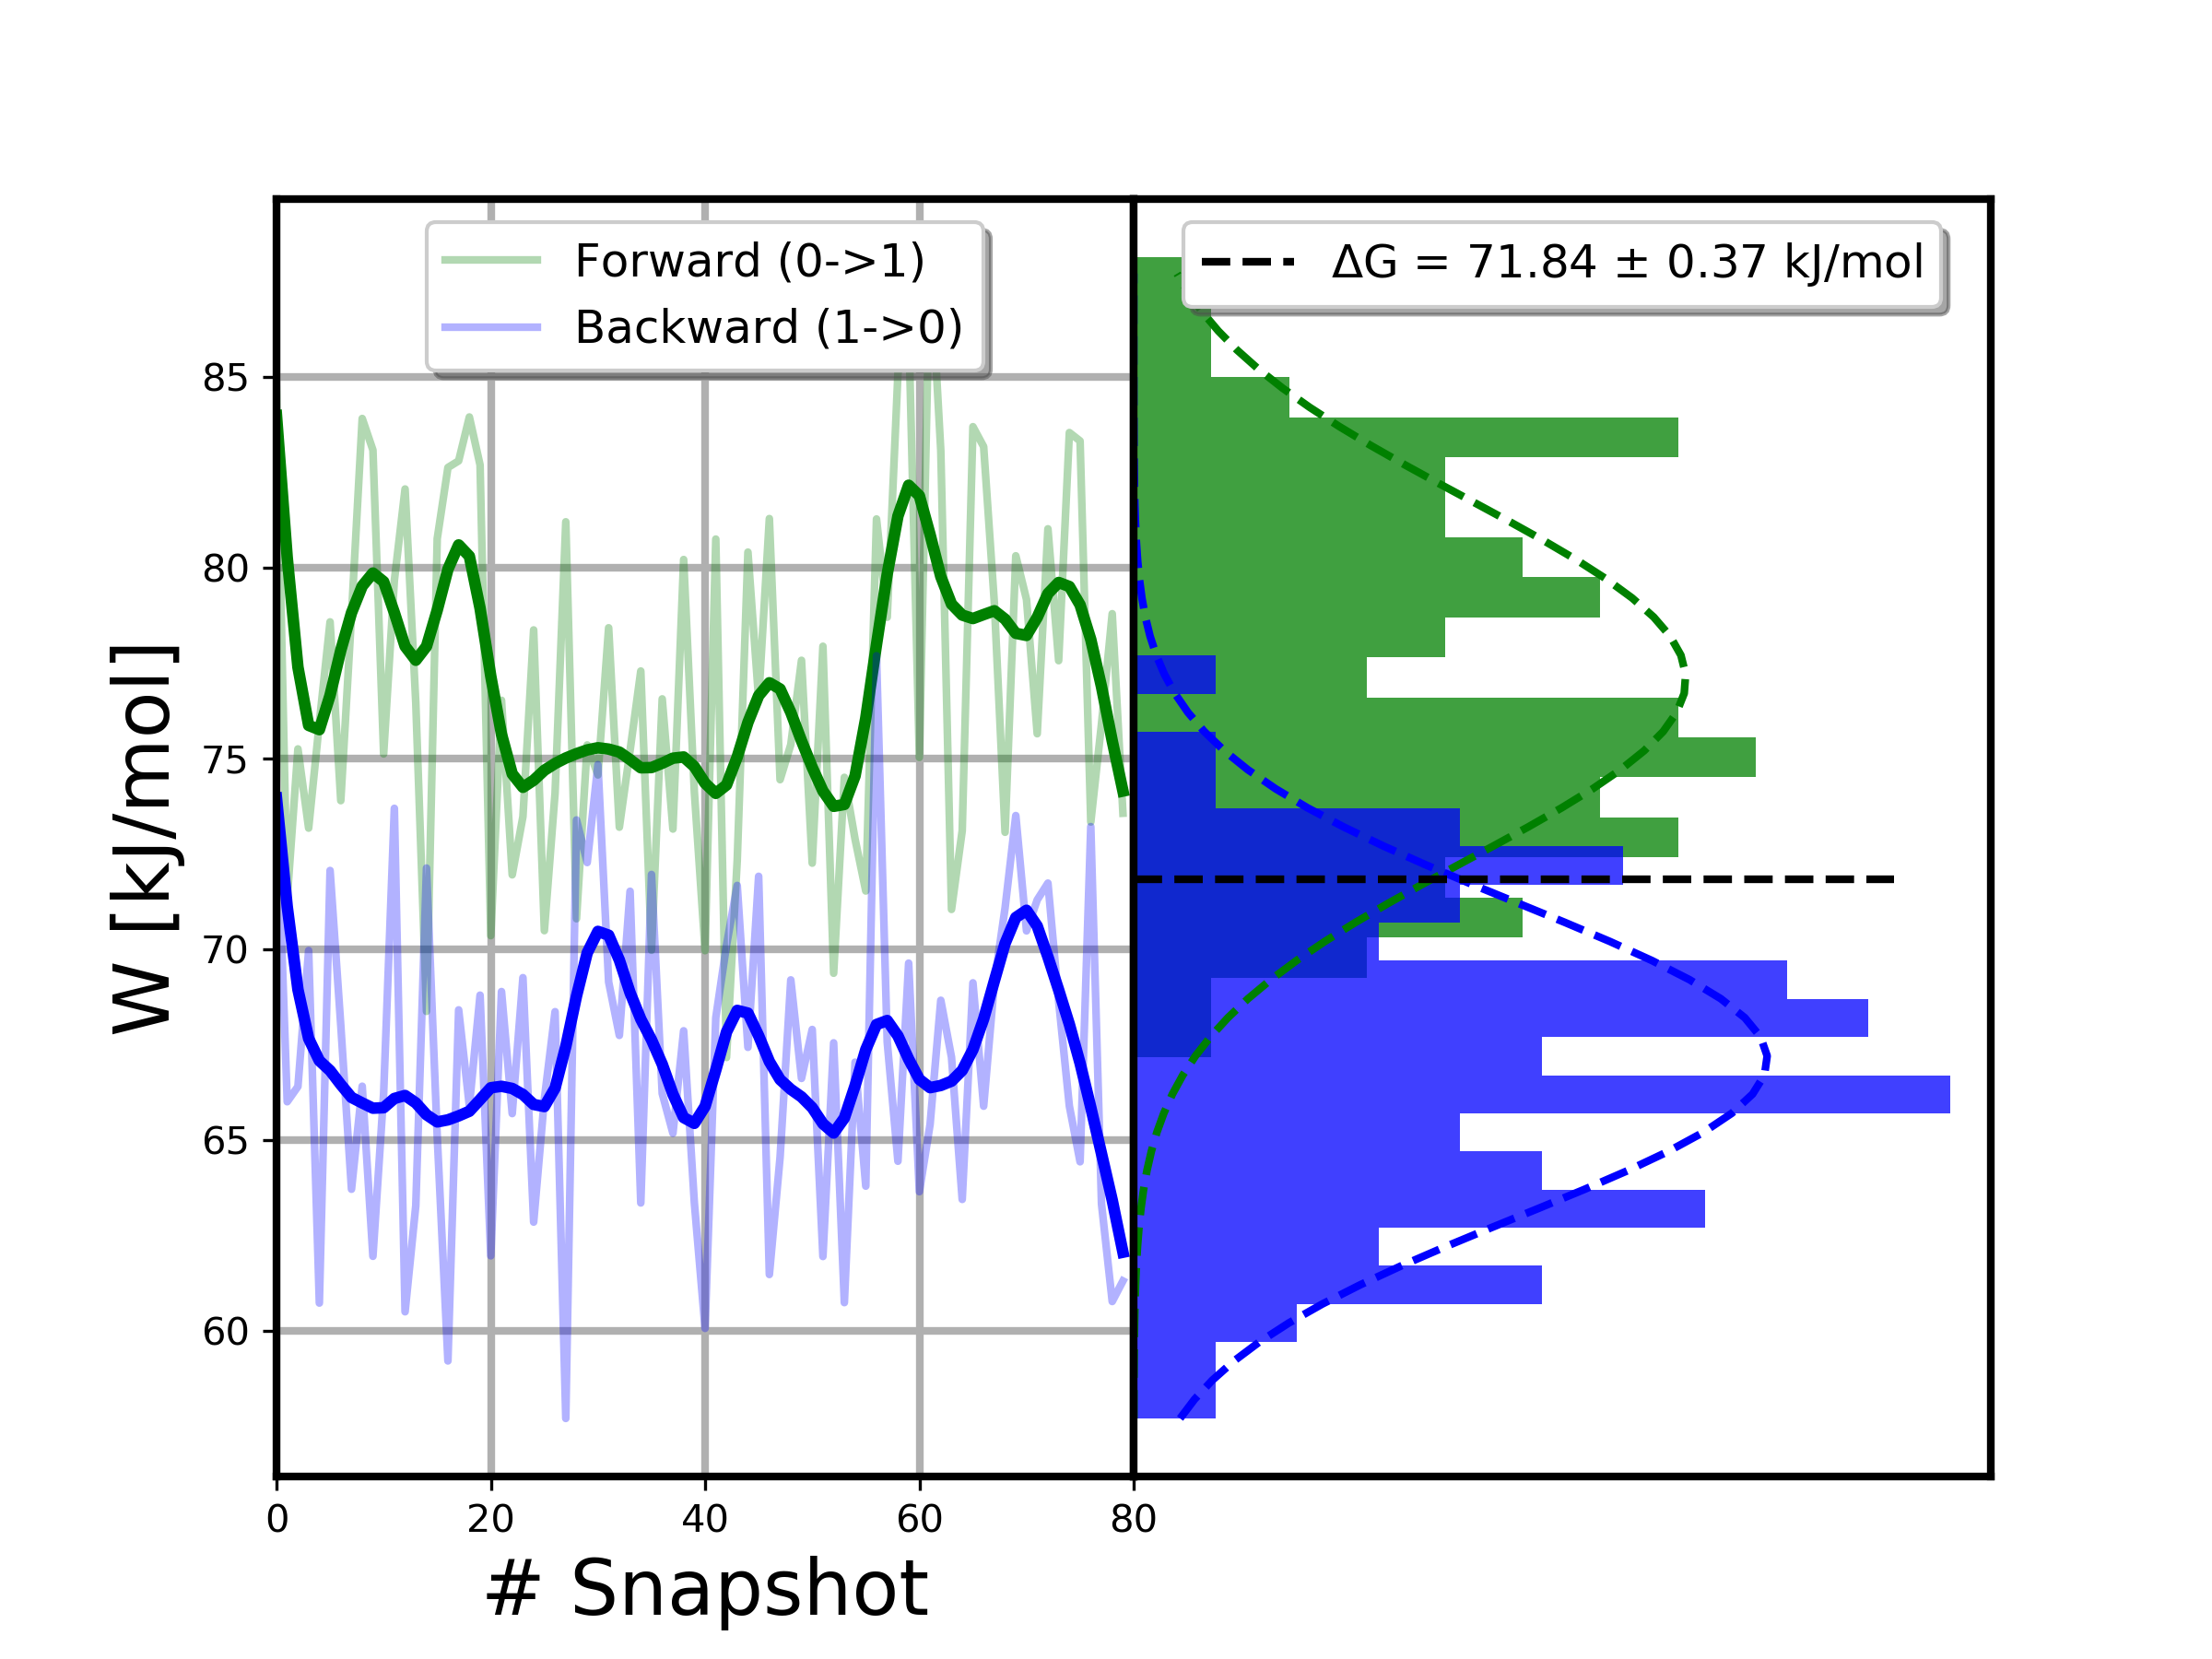 Forward (0->1)
Backward (1->0)
ΔG = 71.84 ± 0.37 kJ/mol
85
80
75
70
65
60
W [kJ/mol]
0 20 40 60 80
# Snapshot